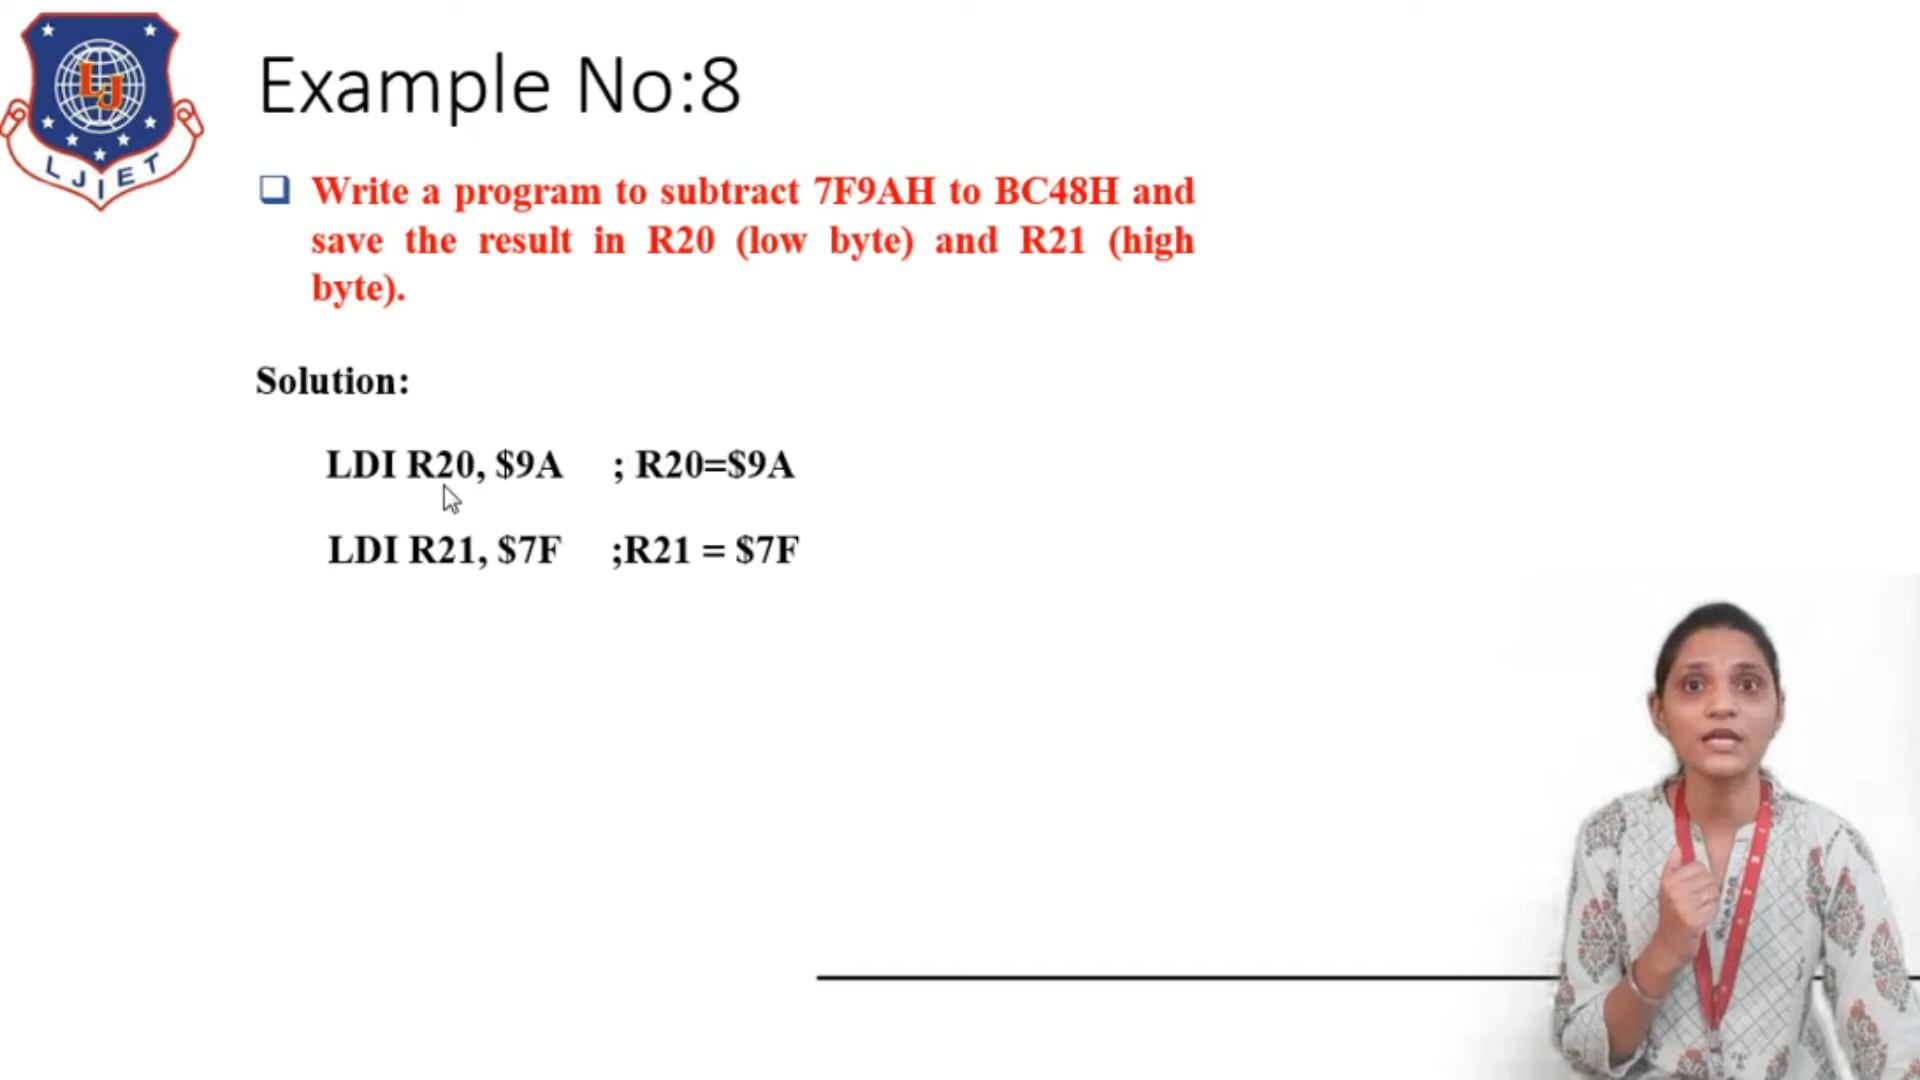 LJIET
LJ
Example No:8
Write a program to subtract 7F9AH to BC48H and
save the result in R20 (low byte) and R21 (high
byte).
Solution:
LDI R20, $9A ; R20=$9A
LDI R21, $7F ;R21 = $7F